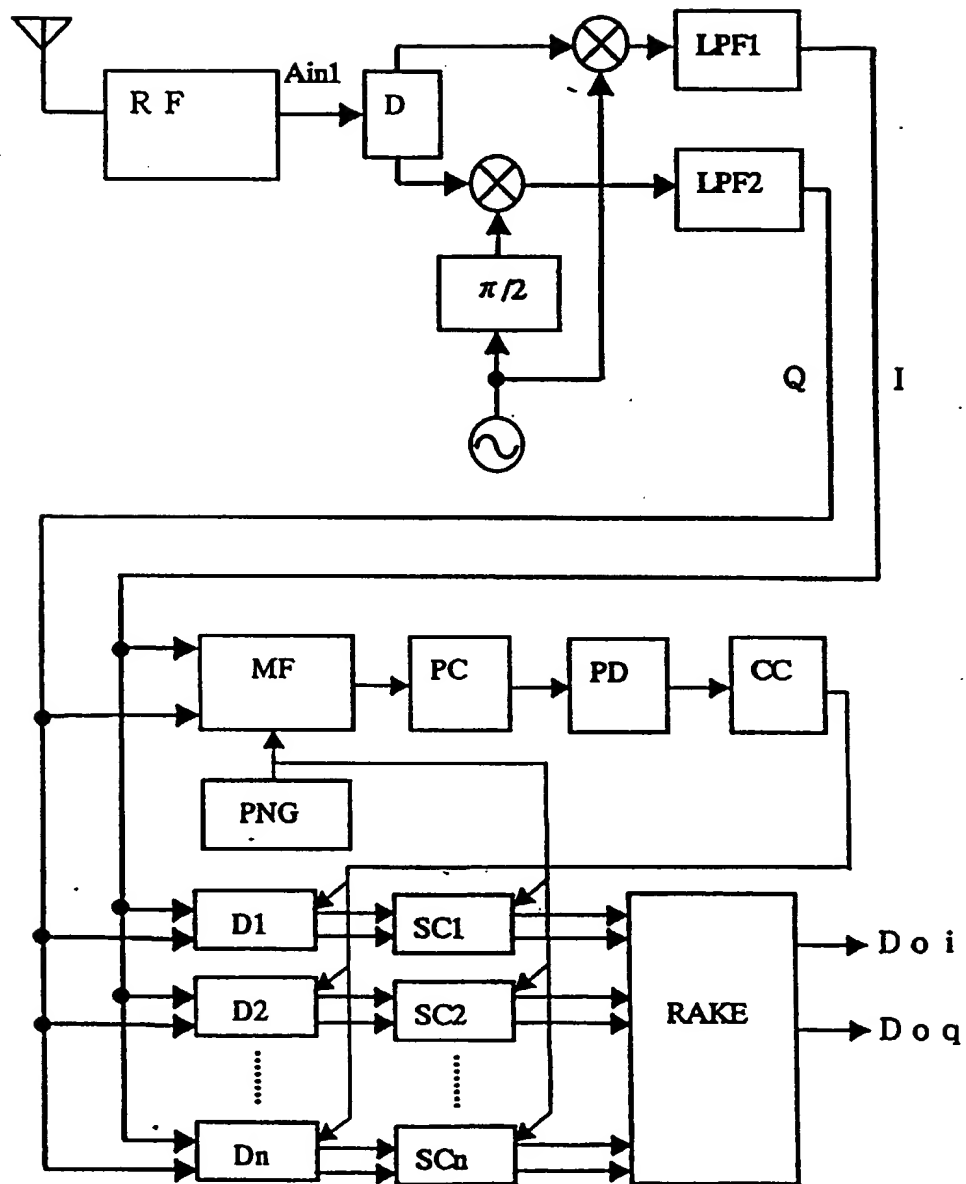 R F
Ain1
D
LPF1
LPF2
π/2
Q
I
MF
PC
PD
CC
PNG
D1
SC1
D2
SC2
RAKE
D o i
D o q
Dn
SCn